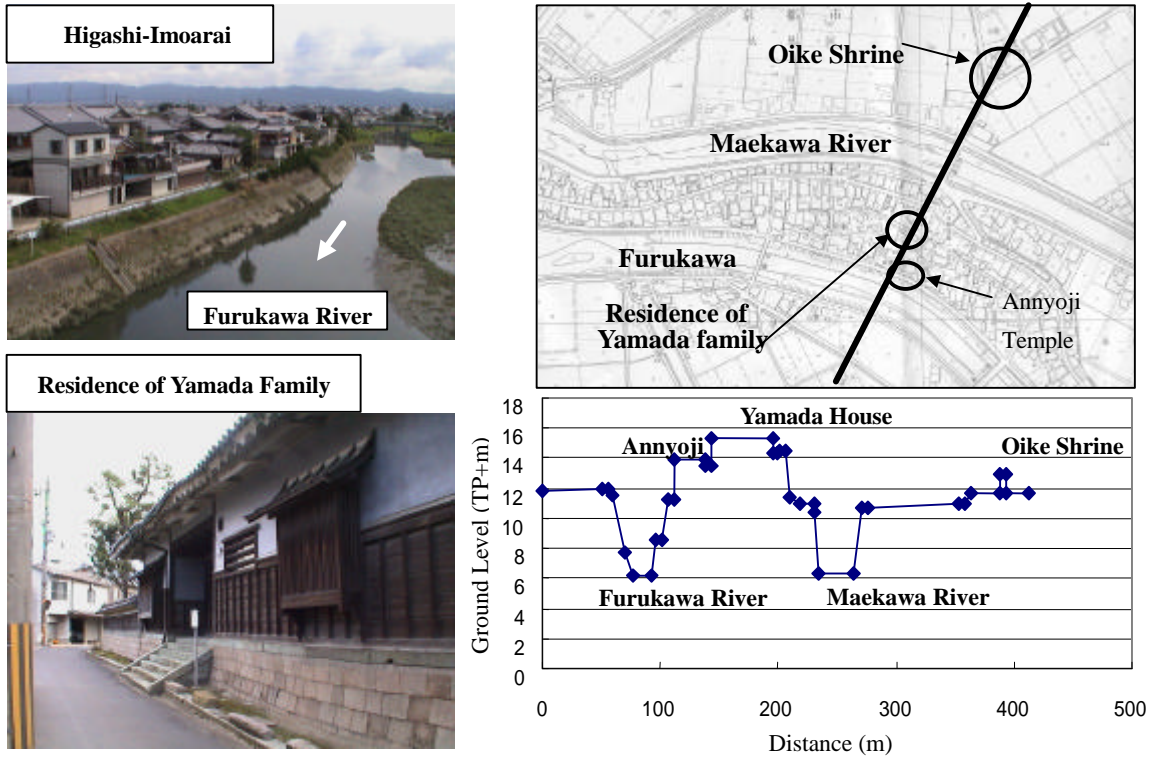 Higashi-Imoarai
Furukawa River
Residence of Yamada Family
Oike Shrine
Maekawa River
Furukawa
Residence of
Yamada family
Annyoji
Temple
Yamada House
Annyoji
Oike Shrine
Furukawa River
Maekawa River
Ground Level (TP+m)
18
16
14
12
10
8
6
4
2
0
0 100 200 300 400 500
Distance (m)